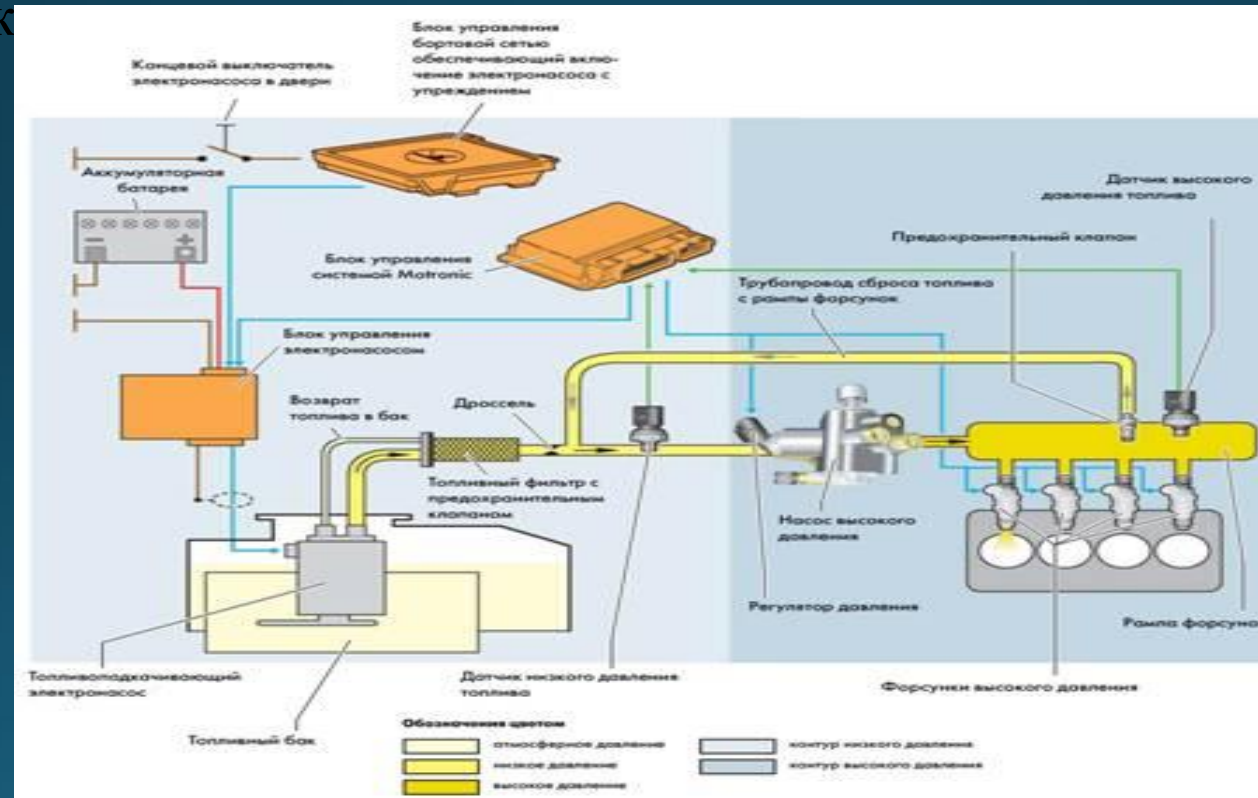 к
Блок управления
бортовой сетью
обеспечивающий вклю-
чение электронасоса с
упреждением
Концевой выключатель
электронасоса в двери
Аккумуляторная
батарея
Датчик высокого
давления топлива
Предохранительный клапан
Блок управления
системой Motronic
Трубопровод сброса топлива
с рампы форсунок
Блок управления
электронасосом
Возврат
топлива в бак
Дроссель
Топливный фильтр с
предохранительным
клапаном
Насос высокого
давления
Регулятор давления
Рампа форсунок
Топливоподкачивающий
электронасос
Датчик низкого давления
топлива
Форсунки высокого давления
Топливный бак
Обозначения цветом
атмосферное давление
низкое давление
высокое давление
контур низкого давления
контур высокого давления